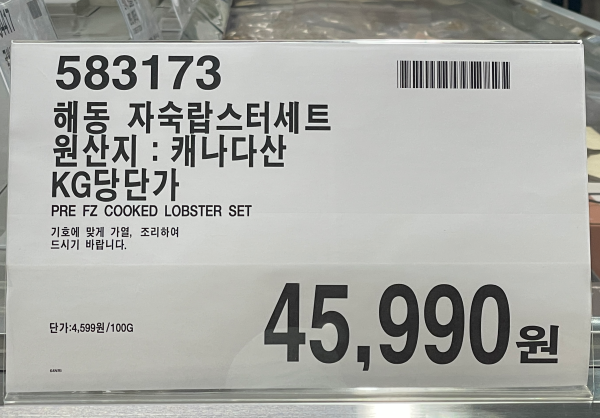 583173
해동 자숙랍스터세트
원산지 : 캐나다산
KG당단가
PRE FZ COOKED LOBSTER SET
기호에 맞게 가열, 조리하여
드시기 바랍니다.
단가:4,599원/100G
45,990원